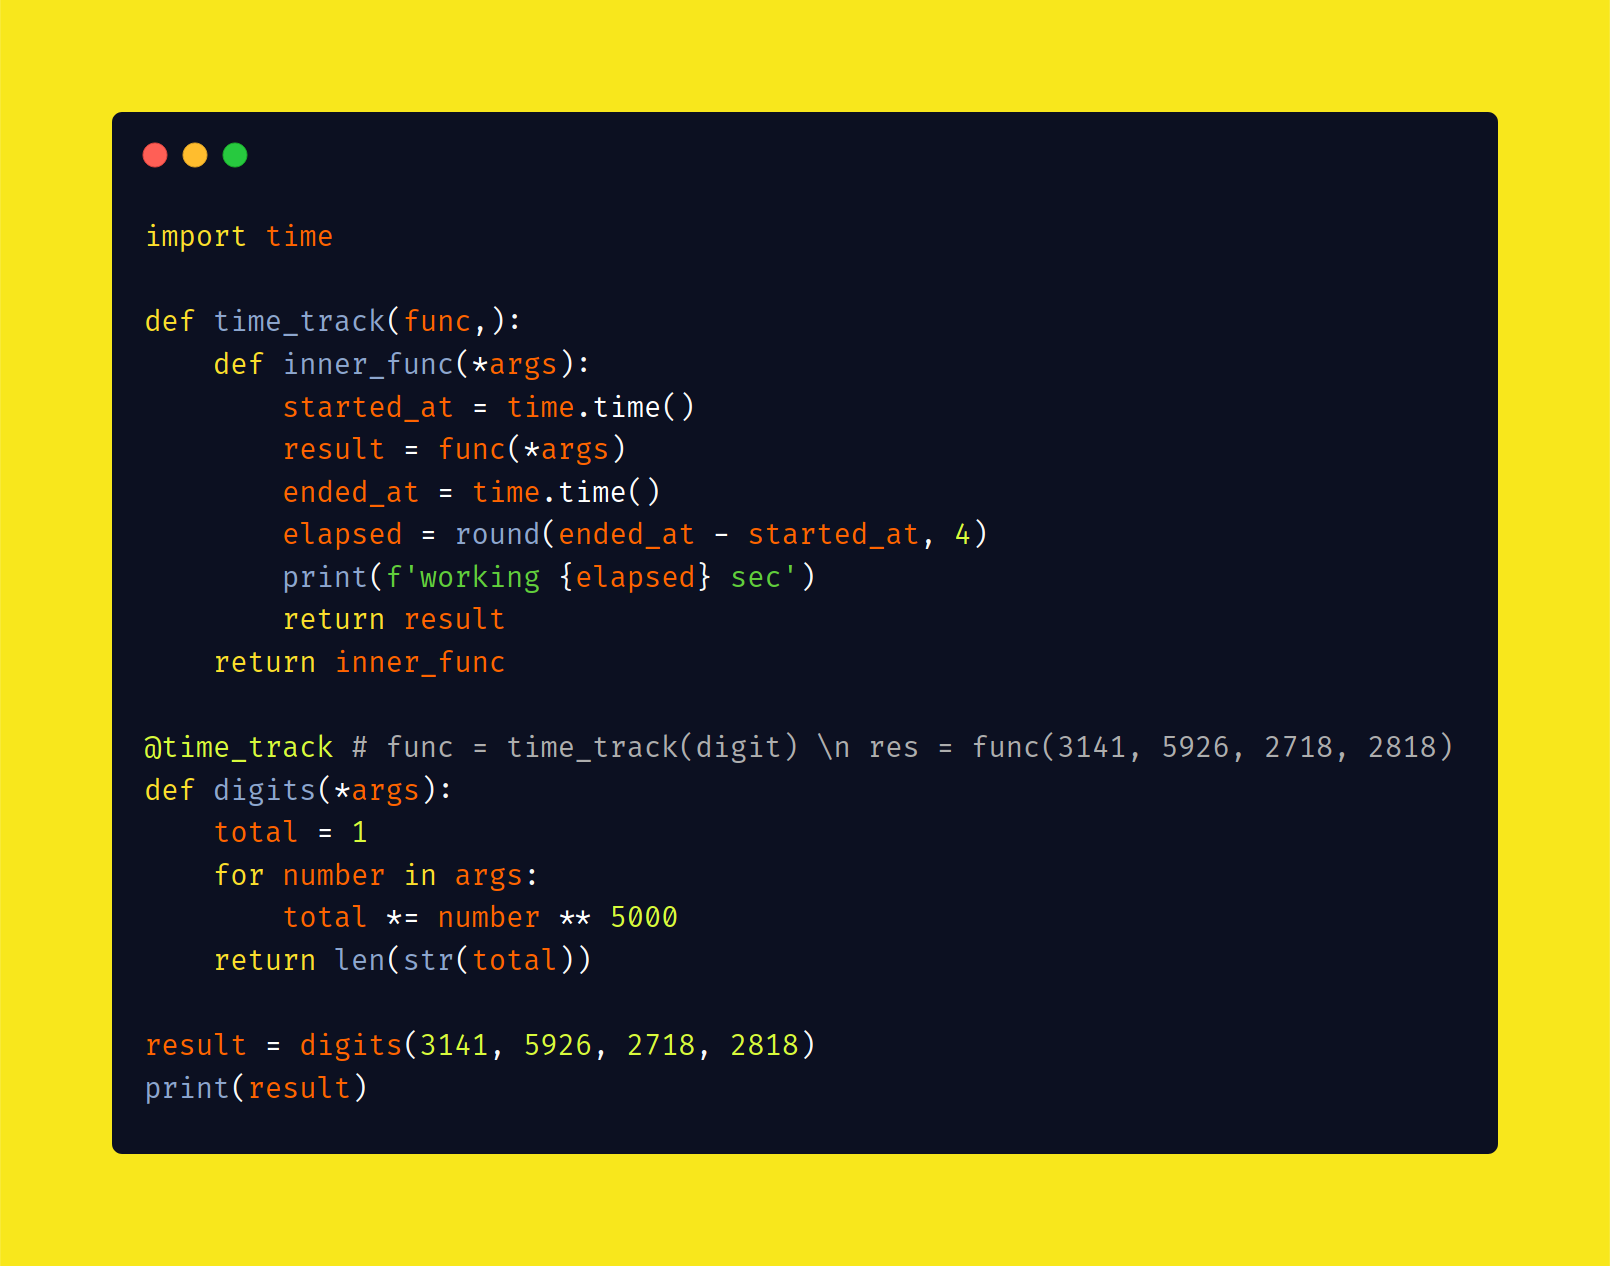 import time

def time_track(func,):
    def inner_func(*args):
        started_at = time.time()
        result = func(*args)
        ended_at = time.time()
        elapsed = round(ended_at - started_at, 4)
        print(f'working {elapsed} sec')
        return result
    return inner_func

@time_track # func = time_track(digit) \n res = func(3141, 5926, 2718, 2818)
def digits(*args):
    total = 1
    for number in args:
        total *= number ** 5000
    return len(str(total))

result = digits(3141, 5926, 2718, 2818)
print(result)